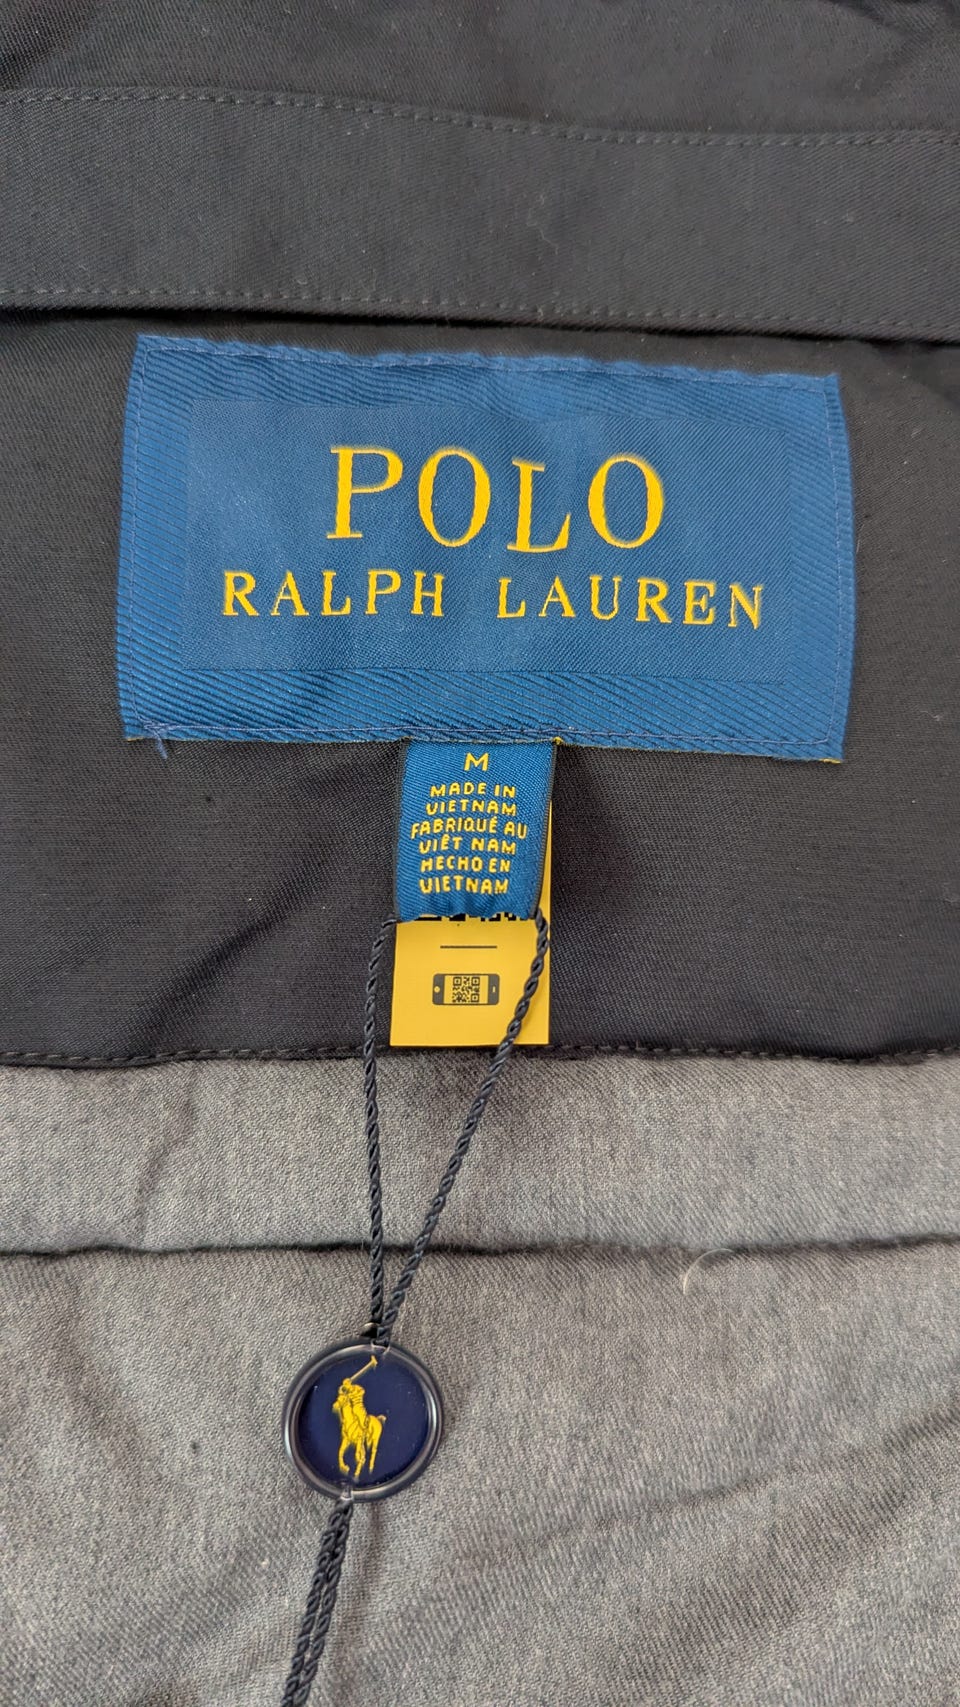 POLO
RALPH LAUREN
M
MADE IN
VIETNAM
FABRIQUÉ AU
VIÊT NAM
HECHO EN
VIETNAM